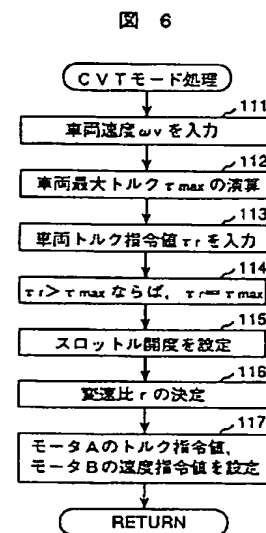 図 6
CVTモード処理
111
車両速度ωvを入力
112
車両最大トルクτmaxの演算
113
車両トルク指令値τrを入力
114
τr>τmaxならば、τr=τmax
115
スロットル開度を設定
116
変速比rの決定
117
モータAのトルク指令値,
モータBの速度指令値を設定
RETURN